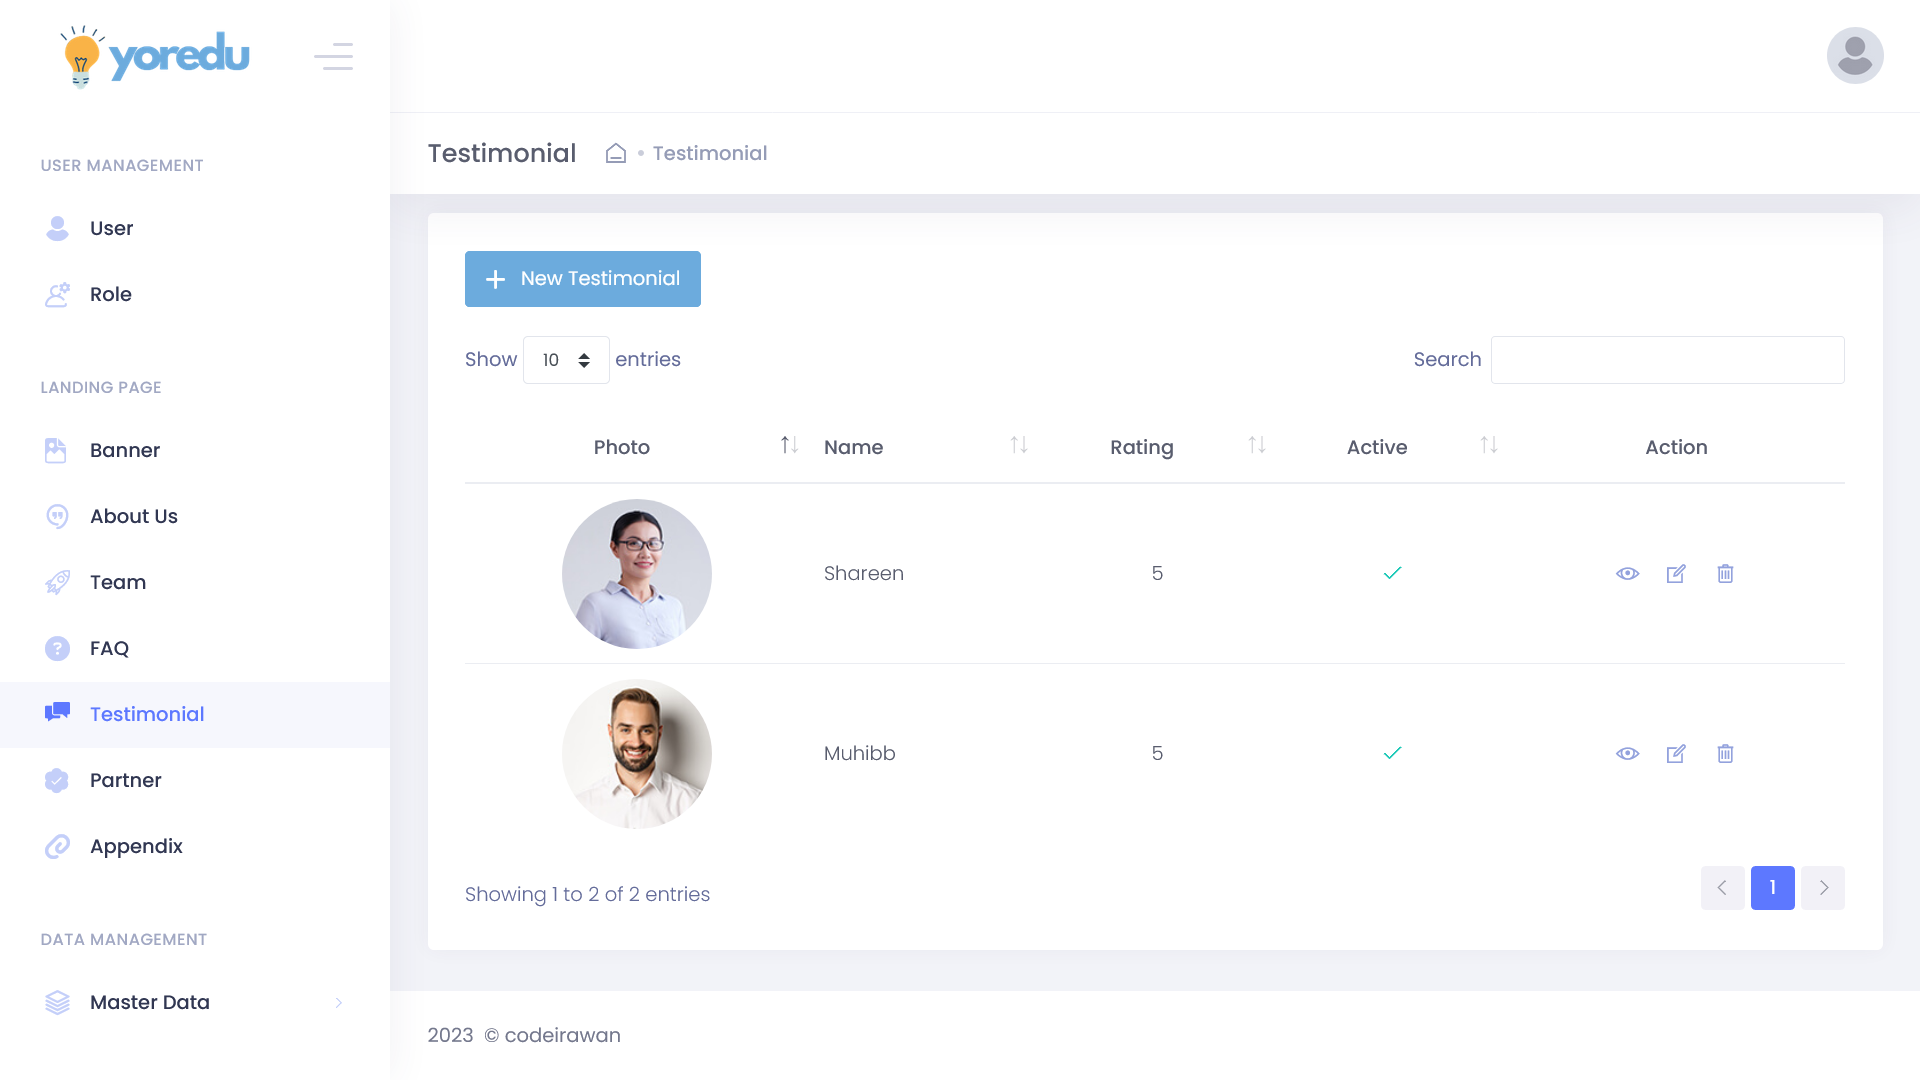 yoredu
USER MANAGEMENT
User
Role
LANDING PAGE
Banner
About Us
Team
FAQ
Testimonial
Partner
Appendix
DATA MANAGEMENT
Master Data
Testimonial
Testimonial
New Testimonial
Show 10 entries
Search
Photo Name Rating Active Action
Shareen 5
Muhibb 5
Showing 1 to 2 of 2 entries
1
2023 © codeirawan